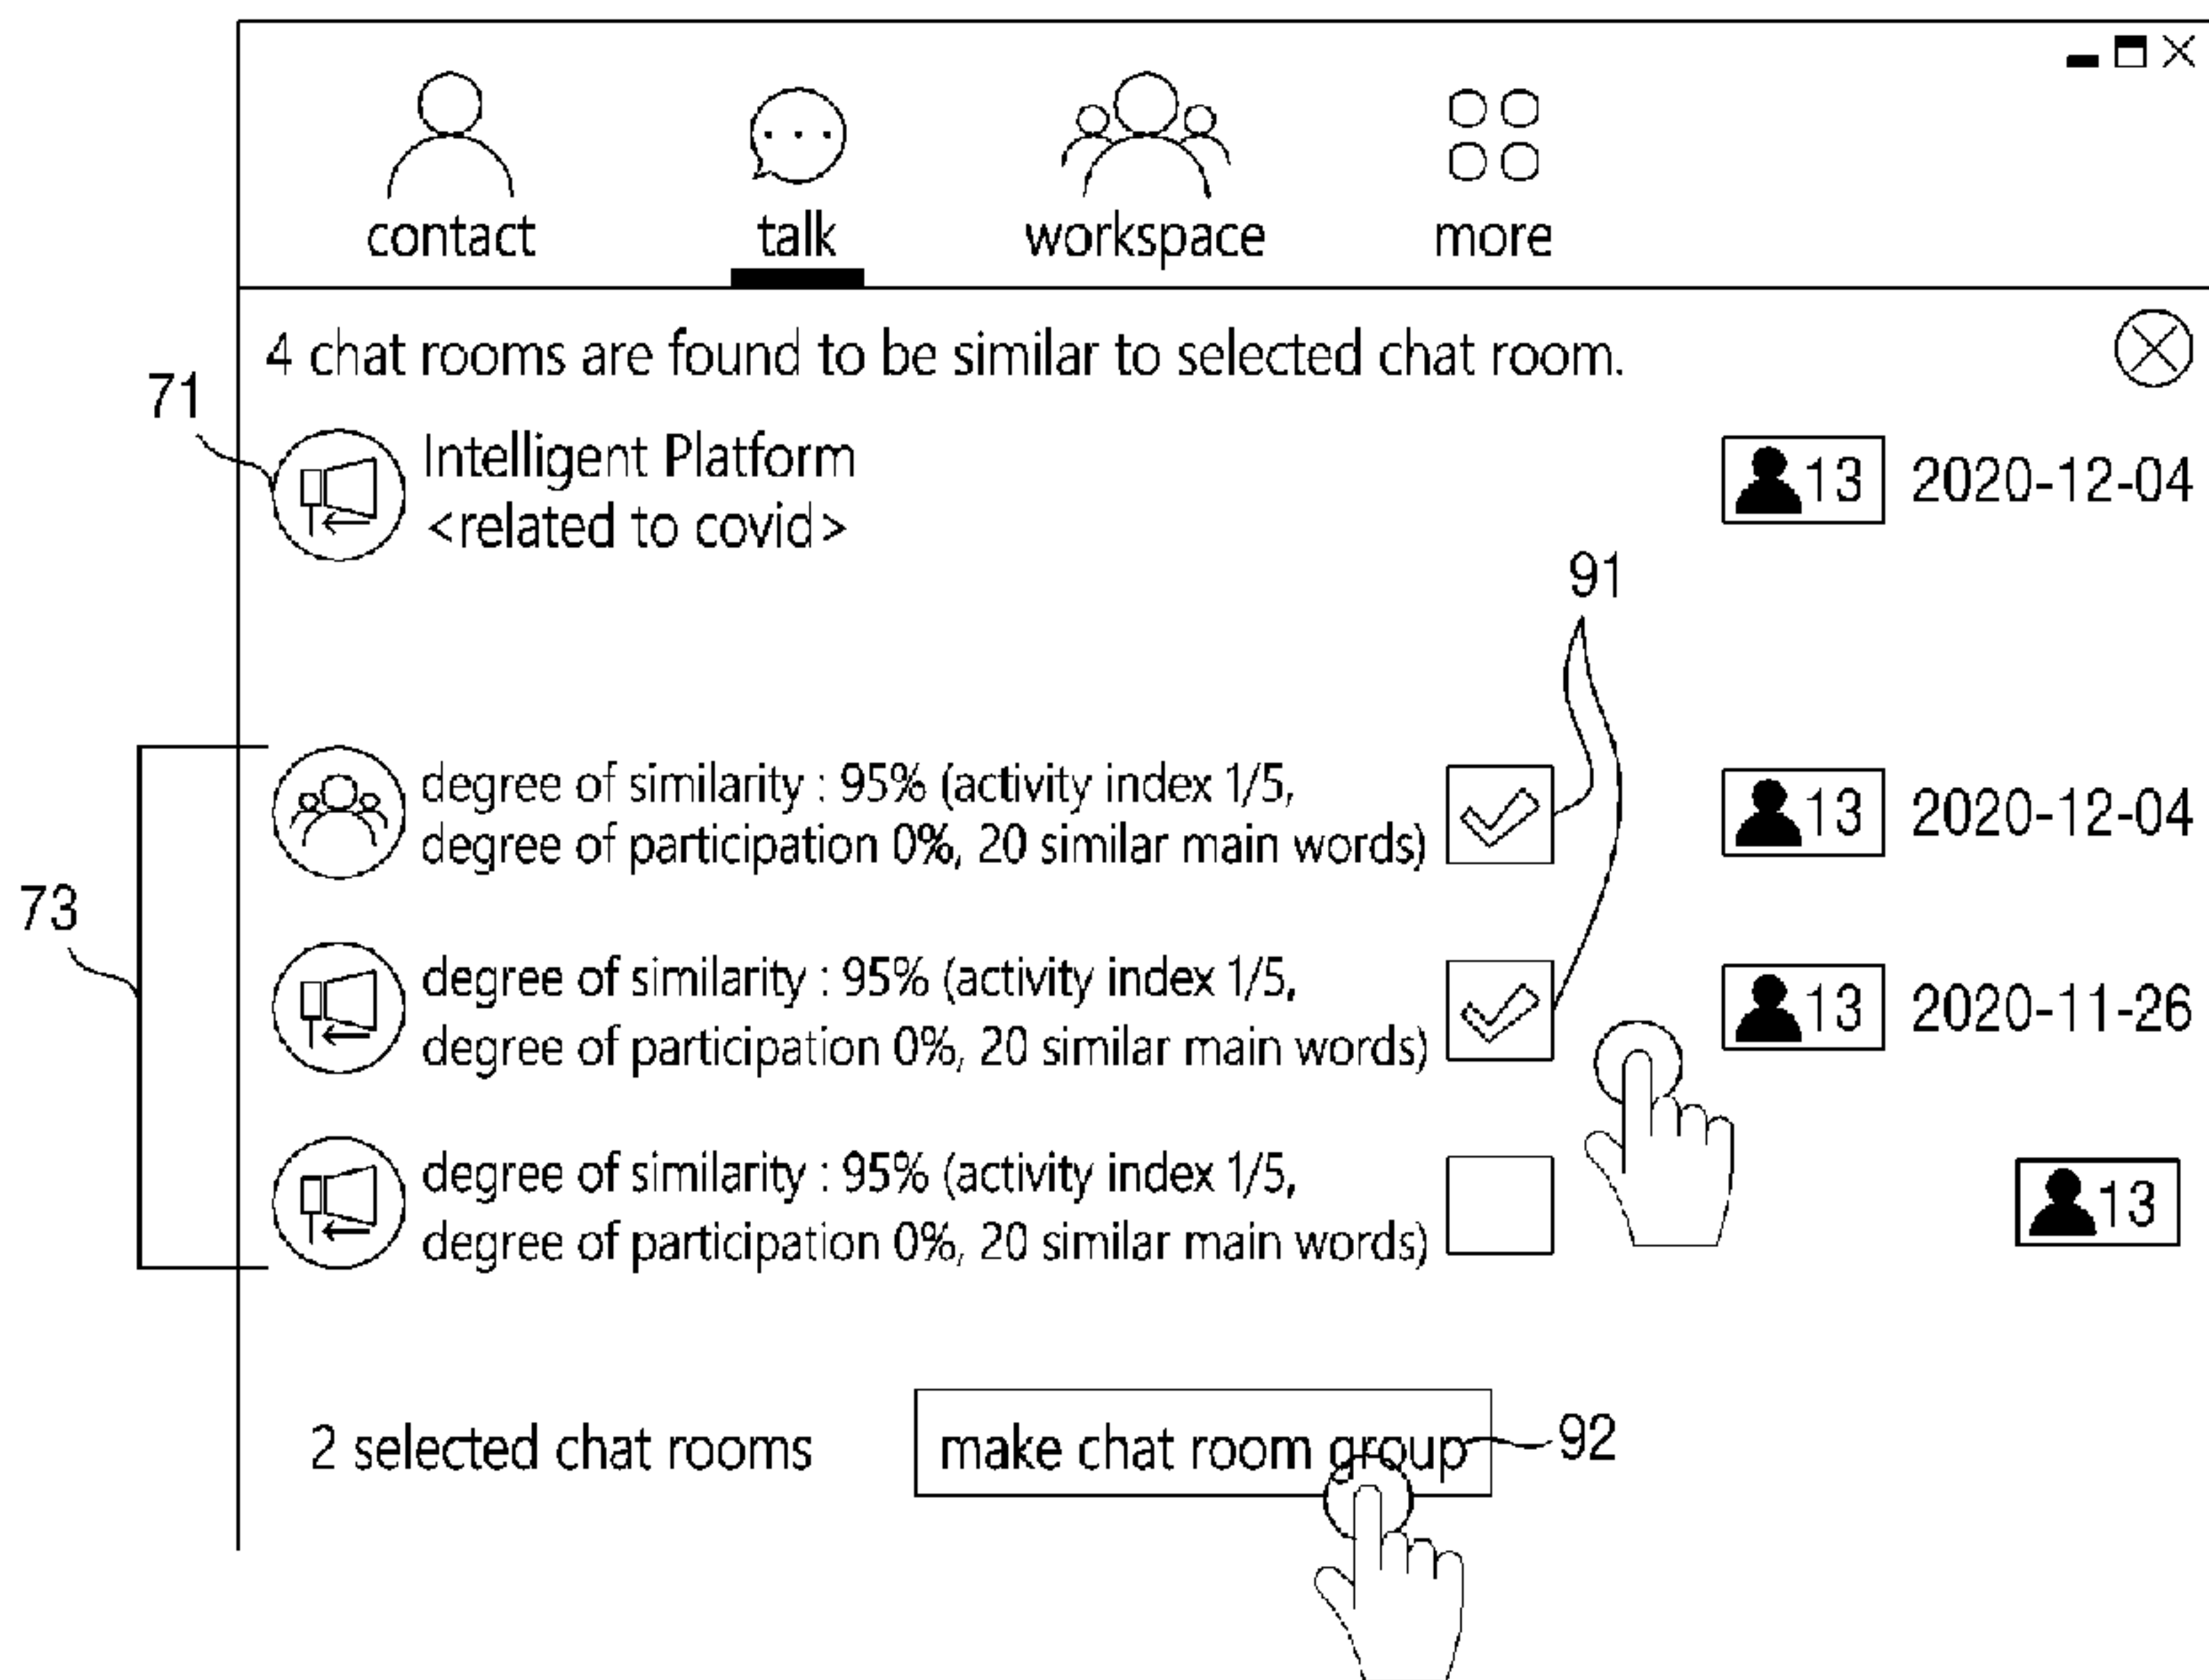 contact talk workspace more
4 chat rooms are found to be similar to selected chat room.
71
Intelligent Platform
<related to covid>
13 2020-12-04
91
73
degree of similarity : 95% (activity index 1/5,
degree of participation 0%, 20 similar main words)
13 2020-12-04
degree of similarity : 95% (activity index 1/5,
degree of participation 0%, 20 similar main words)
13 2020-11-26
degree of similarity : 95% (activity index 1/5,
degree of participation 0%, 20 similar main words)
13
2 selected chat rooms
make chat room group
92